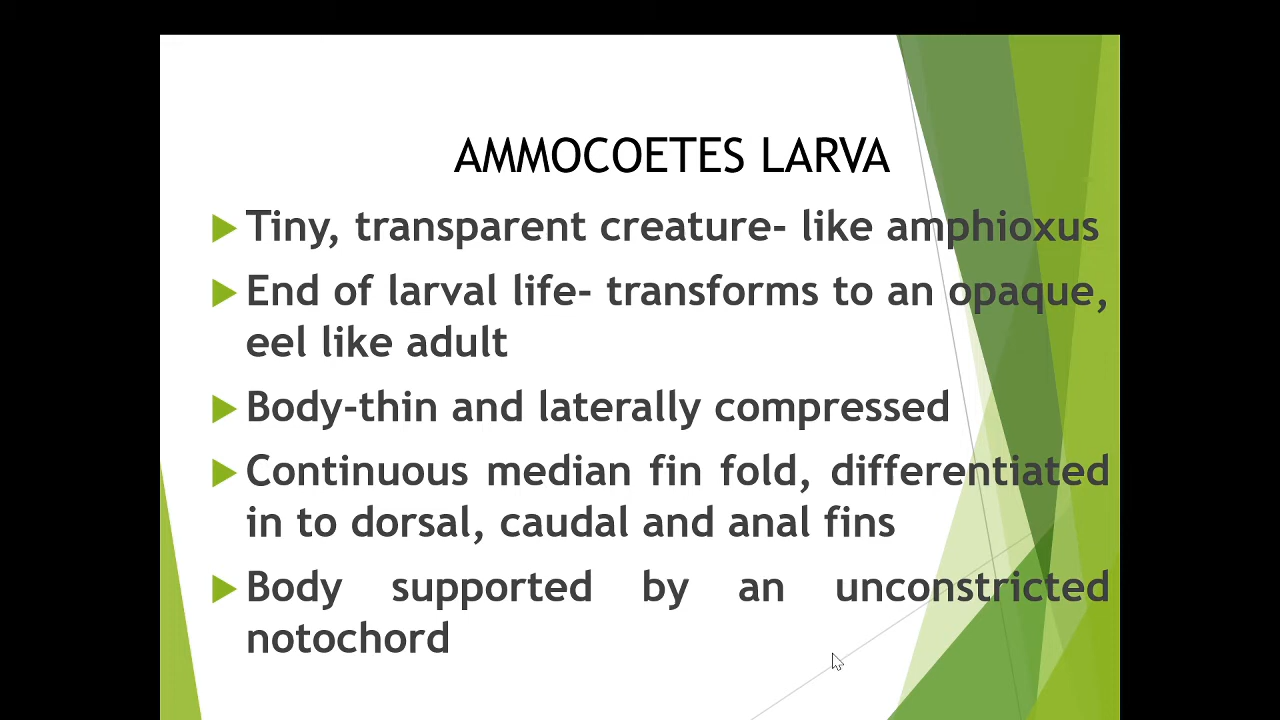 AMMOCOETES LARVA
Tiny, transparent creature- like amphioxus
End of larval life- transforms to an opaque,
eel like adult
Body-thin and laterally compressed
Continuous median fin fold, differentiated
in to dorsal, caudal and anal fins
Body supported by an unconstricted
notochord